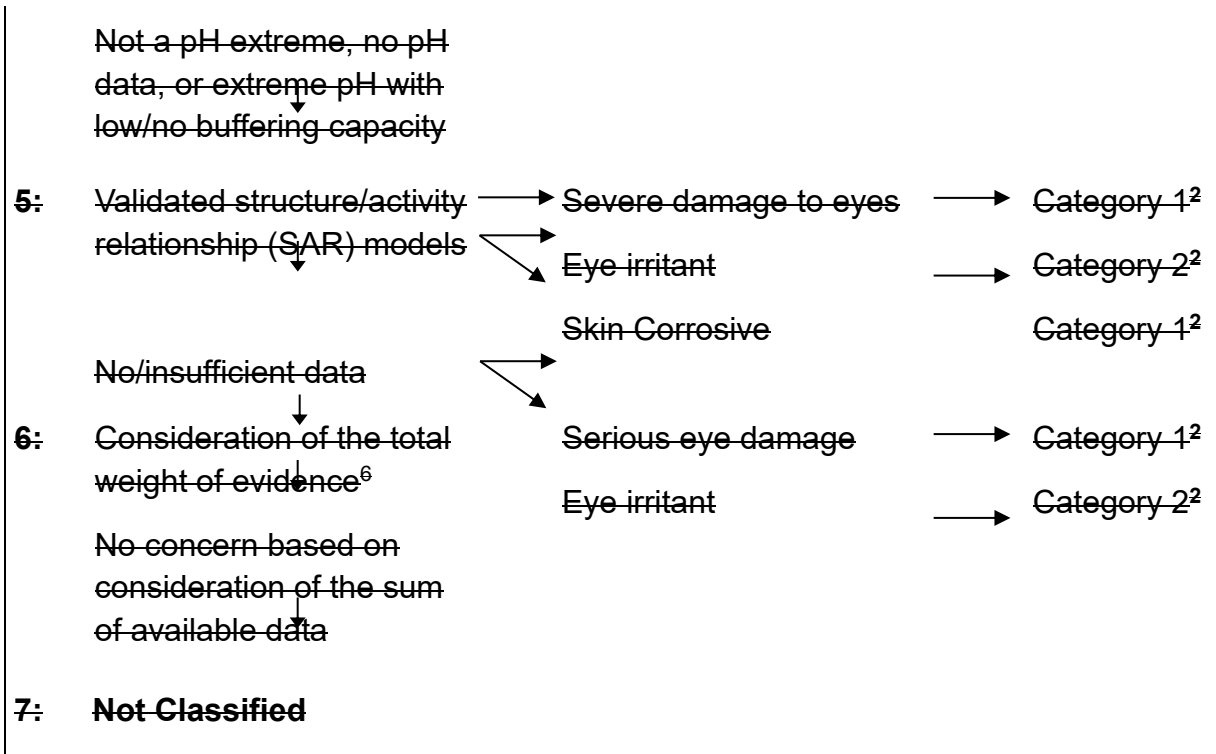 Not a pH extreme, no pH
data, or extreme pH with
low/no buffering capacity
5: Validated structure/activity Severe damage to eyes Category 1²
relationship (SAR) models
Eye irritant Category 2²
Skin Corrosive Category 1²
No/insufficient data
6: Consideration of the total Serious eye damage Category 1²
weight of evidence⁶
Eye irritant Category 2²
No concern based on
consideration of the sum
of available data
7: Not Classified